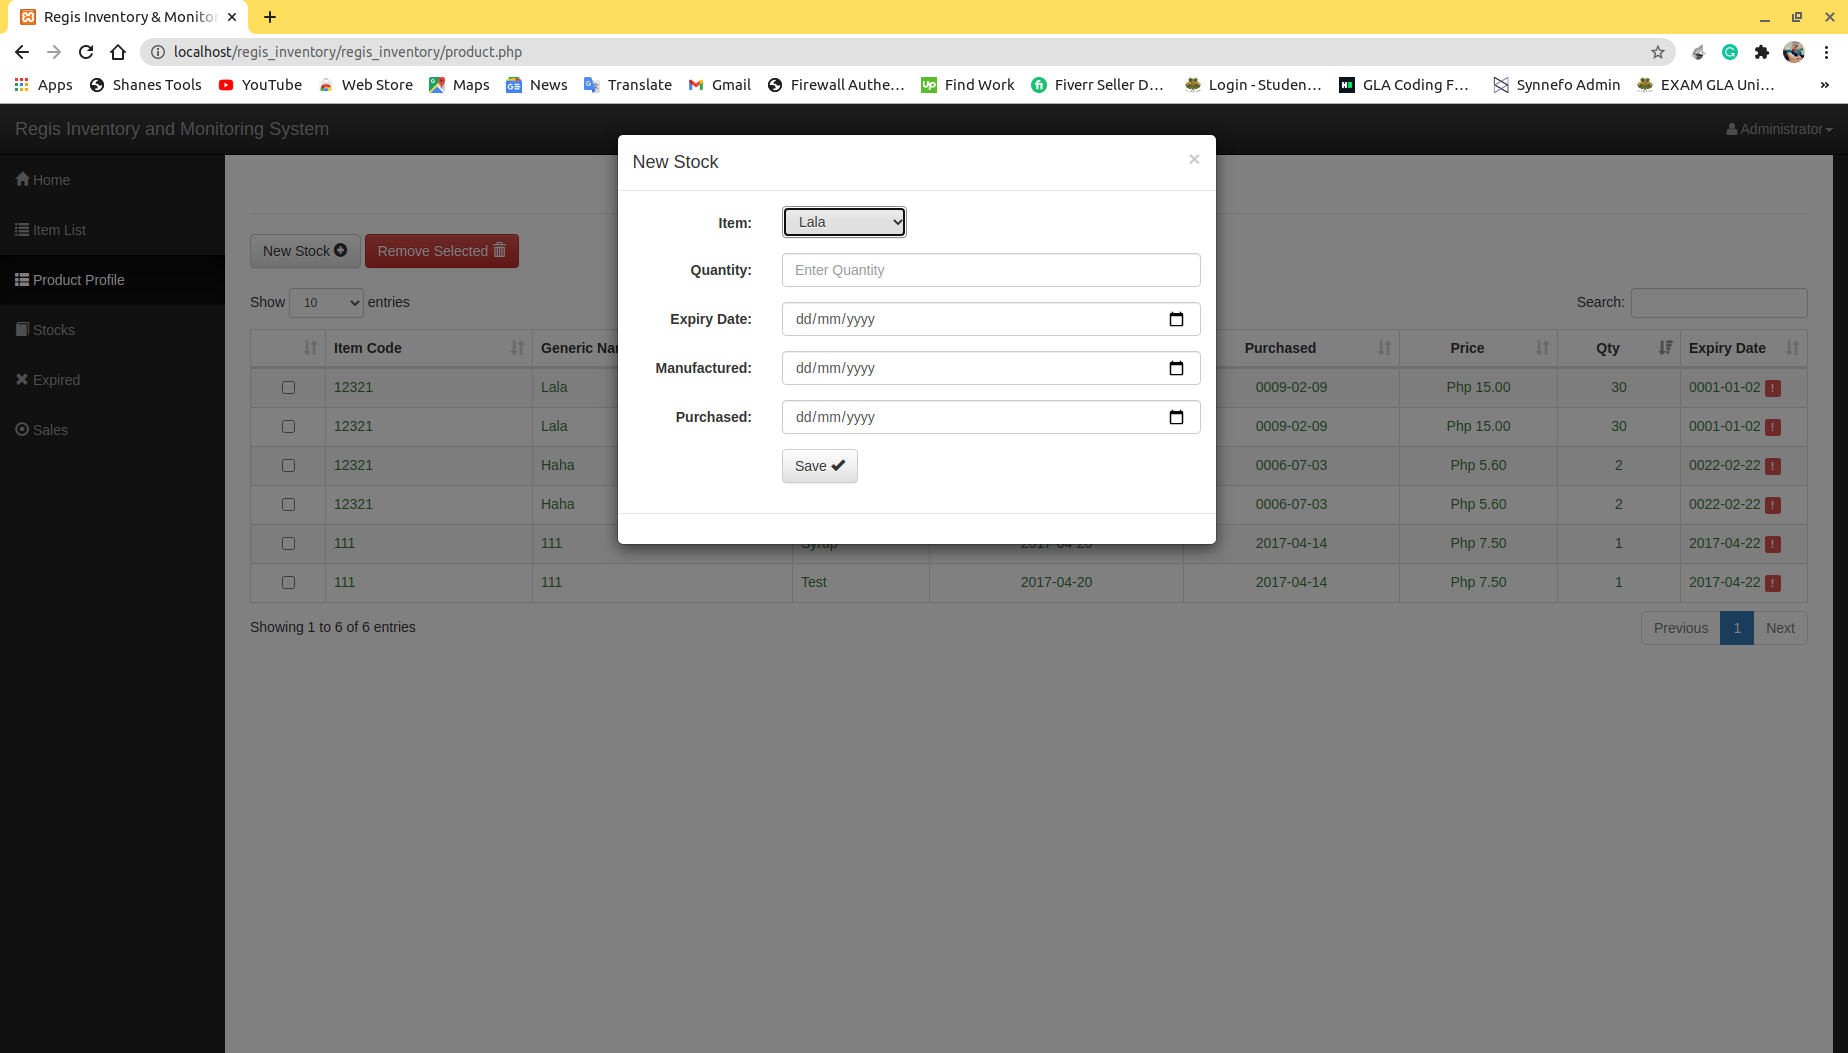 Regis Inventory & Monitor
localhost/regis_inventory/regis_inventory/product.php
Apps Shanes Tools YouTube Web Store Maps News Translate Gmail Firewall Authe... Find Work Fiverr Seller D... Login - Studen... GLA Coding F... Synnefo Admin EXAM GLA Uni... »
Regis Inventory and Monitoring System
Administrator
Home
Item List
Product Profile
Stocks
Expired
Sales
New Stock
×
Item: Lala
Quantity: Enter Quantity
Expiry Date: dd/mm/yyyy
Manufactured: dd/mm/yyyy
Purchased: dd/mm/yyyy
Save
New Stock Remove Selected
Show 10 entries
Search:
Item Code Generic Purchased Price Qty Expiry Date
12321 Lala 0009-02-09 Php 15.00 30 0001-01-02 !
12321 Lala 0009-02-09 Php 15.00 30 0001-01-02 !
12321 Haha 0006-07-03 Php 5.60 2 0022-02-22 !
12321 Haha 0006-07-03 Php 5.60 2 0022-02-22 !
111 111 Syrup 2017-04-20 2017-04-14 Php 7.50 1 2017-04-22 !
111 111 Test 2017-04-20 2017-04-14 Php 7.50 1 2017-04-22 !
Showing 1 to 6 of 6 entries
Previous 1 Next